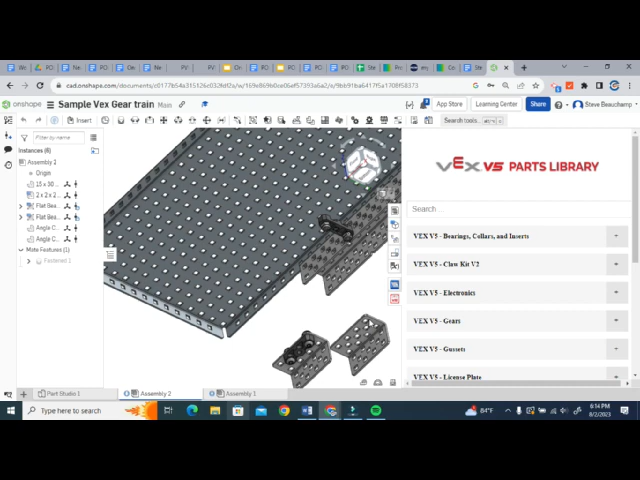 cad.onshape.com/documents/
onshape
Sample Vex Gear train Main
App Store
Learning Center
Share
Steve Beauchamp
Insert
Search tools...
Filter by name
Instances (8)
Assembly 2
Origin
15 x 30 ...
2 x 2 x 2...
Flat Bea...
Flat Bea...
Angle C...
Angle C...
Mate Features (1)
Fastened 1
VEX V5 PARTS LIBRARY
Search ...
VEX V5 - Bearings, Collars, and Inserts +
VEX V5 - Claw Kit V2 +
VEX V5 - Electronics +
VEX V5 - Gears +
VEX V5 - Gussets +
VEX V5 - License Plate +
Part Studio 1
Assembly 2
Assembly 1
Type here to search
84°F
6:14 PM
8/2/2023